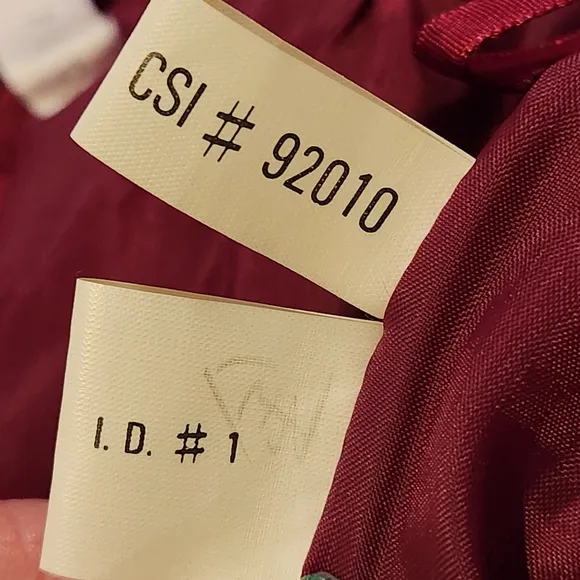 CSI # 92010
I. D. # 1